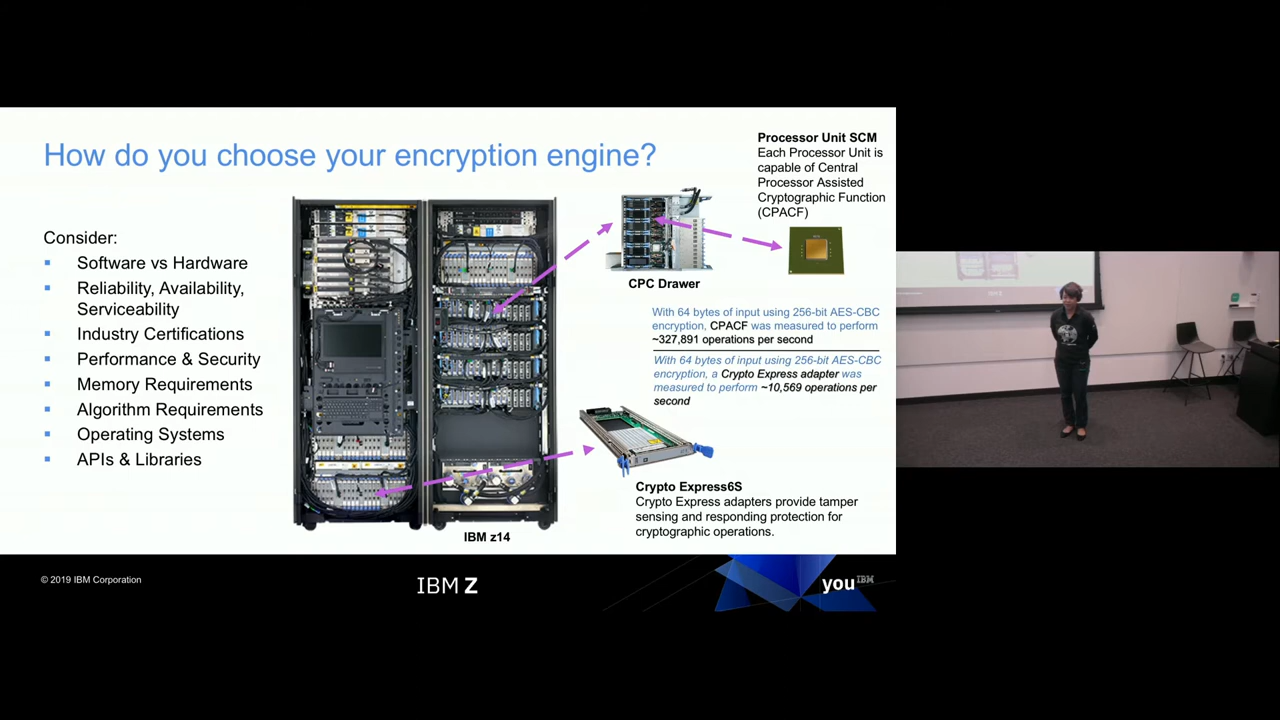 How do you choose your encryption engine?
Consider:
▪ Software vs Hardware
▪ Reliability, Availability,
Serviceability
▪ Industry Certifications
▪ Performance & Security
▪ Memory Requirements
▪ Algorithm Requirements
▪ Operating Systems
▪ APIs & Libraries
IBM z14
Processor Unit SCM
Each Processor Unit is
capable of Central
Processor Assisted
Cryptographic Function
(CPACF)
CPC Drawer
With 64 bytes of input using 256-bit AES-CBC
encryption, CPACF was measured to perform
~327,891 operations per second
With 64 bytes of input using 256-bit AES-CBC
encryption, a Crypto Express adapter was
measured to perform ~10,569 operations per
second
Crypto Express6S
Crypto Express adapters provide tamper
sensing and responding protection for
cryptographic operations.
© 2019 IBM Corporation
IBM Z
you IBM